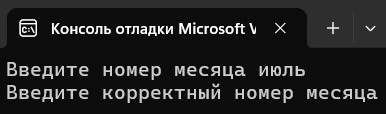 Консоль отладки Microsoft V
Введите номер месяца июль
Введите корректный номер месяца